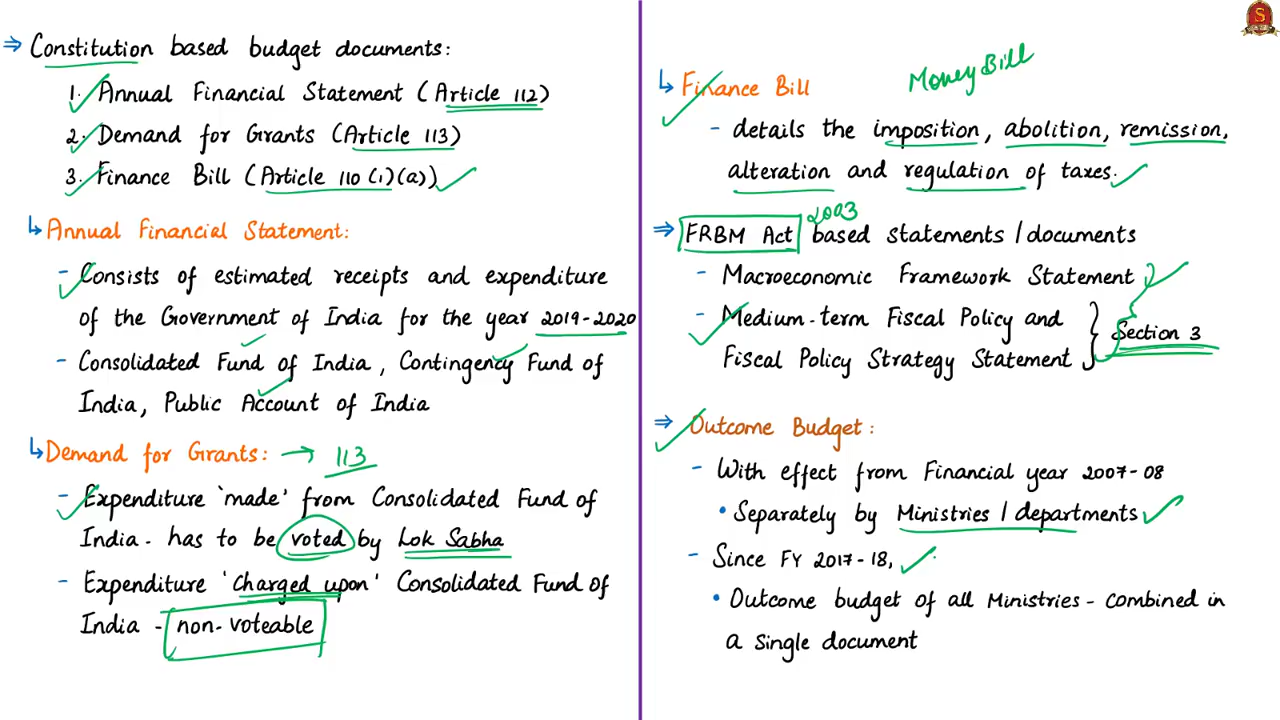 ⇒ Constitution based budget documents:
1. Annual Financial Statement (Article 112)
2. Demand for Grants (Article 113)
3. Finance Bill (Article 110(1)(a))
↳ Annual Financial Statement:
- Consists of estimated receipts and expenditure
of the Government of India for the year 2019-2020
- Consolidated Fund of India, Contingency Fund of
India, Public Account of India
↳ Demand for Grants: → 113
- Expenditure 'made' from Consolidated Fund of
India - has to be voted by Lok Sabha
- Expenditure 'charged upon' Consolidated Fund of
India - non-voteable
Money Bill
↳ Finance Bill
- details the imposition, abolition, remission,
alteration and regulation of taxes.
2003
⇒ FRBM Act based statements/documents
- Macroeconomic Framework Statement
- Medium-term Fiscal Policy and
Section 3
Fiscal Policy Strategy Statement
⇒ Outcome Budget:
- With effect from Financial year 2007-08
• Separately by Ministries/departments
- Since FY 2017-18,
• Outcome budget of all Ministries - combined in
a single document
S